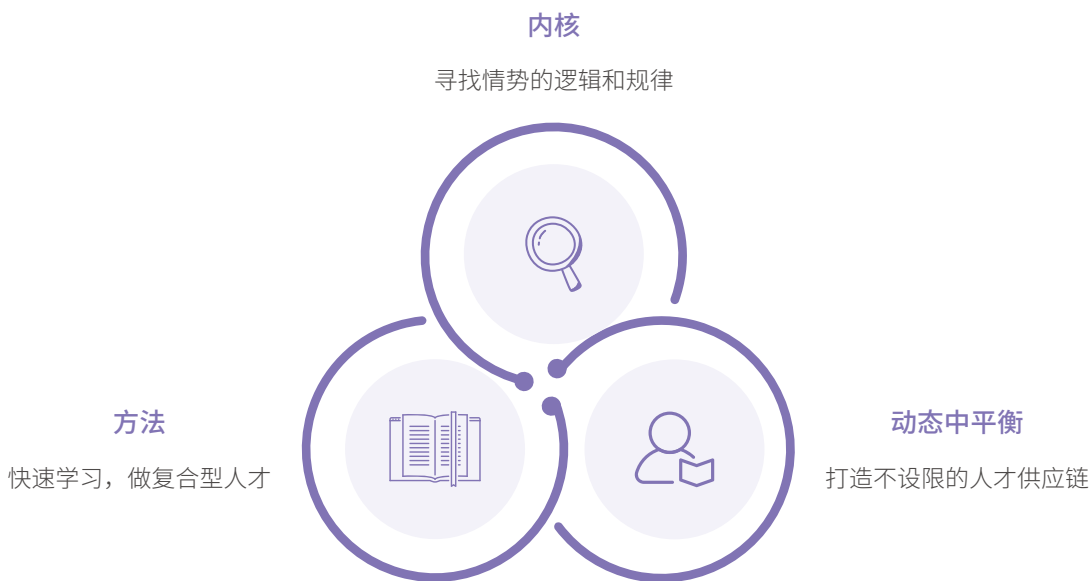 内核
寻找情势的逻辑和规律
方法
快速学习，做复合型人才
动态中平衡
打造不设限的人才供应链